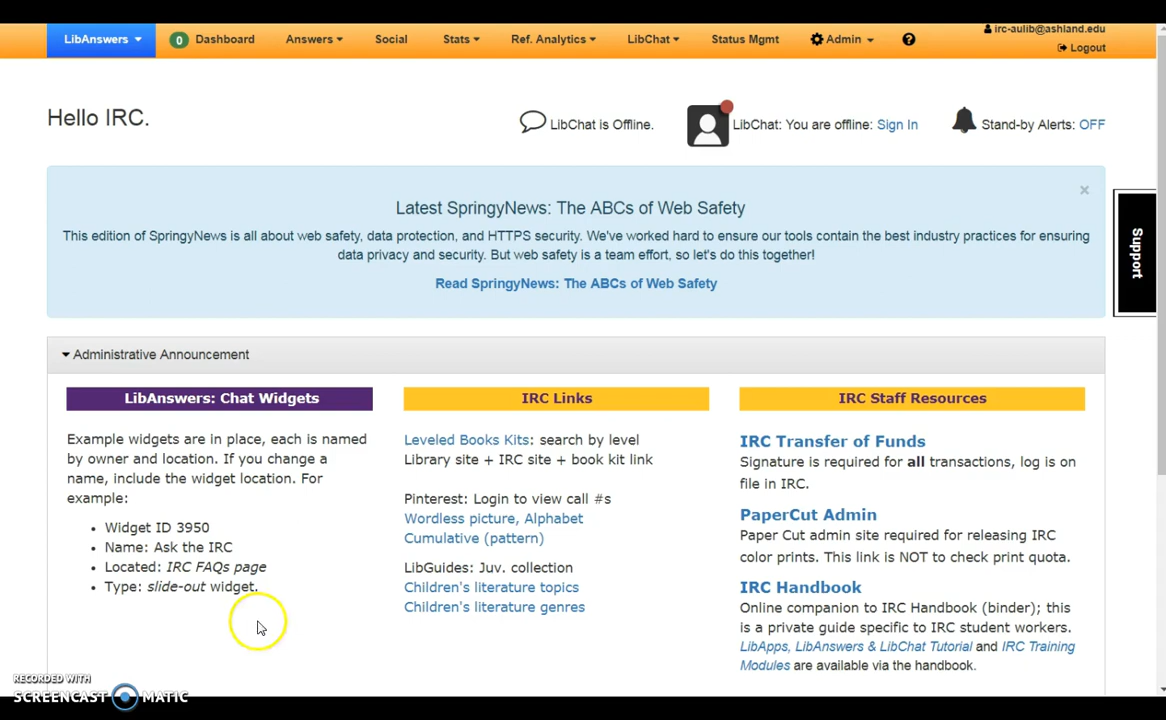 LibAnswers
0 Dashboard
Answers
Social
Stats
Ref. Analytics
LibChat
Status Mgmt
Admin
?
irc-aulib@ashland.edu
Logout
Hello IRC.
LibChat is Offline.
LibChat: You are offline: Sign In
Stand-by Alerts: OFF
×
Latest SpringyNews: The ABCs of Web Safety
This edition of SpringyNews is all about web safety, data protection, and HTTPS security. We've worked hard to ensure our tools contain the best industry practices for ensuring
data privacy and security. But web safety is a team effort, so let's do this together!
Read SpringyNews: The ABCs of Web Safety
Support
Administrative Announcement
LibAnswers: Chat Widgets
Example widgets are in place, each is named
by owner and location. If you change a
name, include the widget location. For
example:
• Widget ID 3950
• Name: Ask the IRC
• Located: IRC FAQs page
• Type: slide-out widget.
IRC Links
Leveled Books Kits: search by level
Library site + IRC site + book kit link
Pinterest: Login to view call #s
Wordless picture, Alphabet
Cumulative (pattern)
LibGuides: Juv. collection
Children's literature topics
Children's literature genres
IRC Staff Resources
IRC Transfer of Funds
Signature is required for all transactions, log is on
file in IRC.
PaperCut Admin
Paper Cut admin site required for releasing IRC
color prints. This link is NOT to check print quota.
IRC Handbook
Online companion to IRC Handbook (binder); this
is a private guide specific to IRC student workers.
LibApps, LibAnswers & LibChat Tutorial and IRC Training
Modules are available via the handbook.
RECORDED WITH
SCREENCAST MATIC